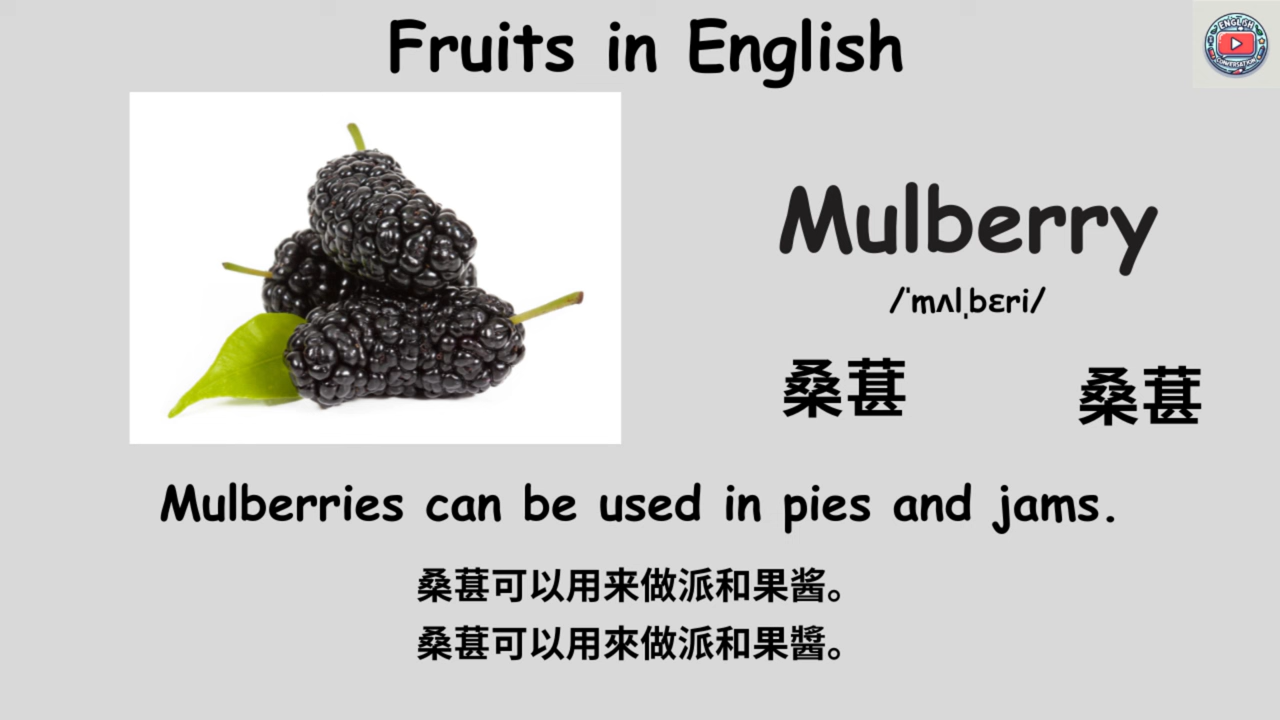 Fruits in English
ENGLISH
CONVERSATION
Mulberry
/ˈmʌlˌbɛri/
桑葚 桑葚
Mulberries can be used in pies and jams.
桑葚可以用来做派和果酱。
桑葚可以用來做派和果醬。